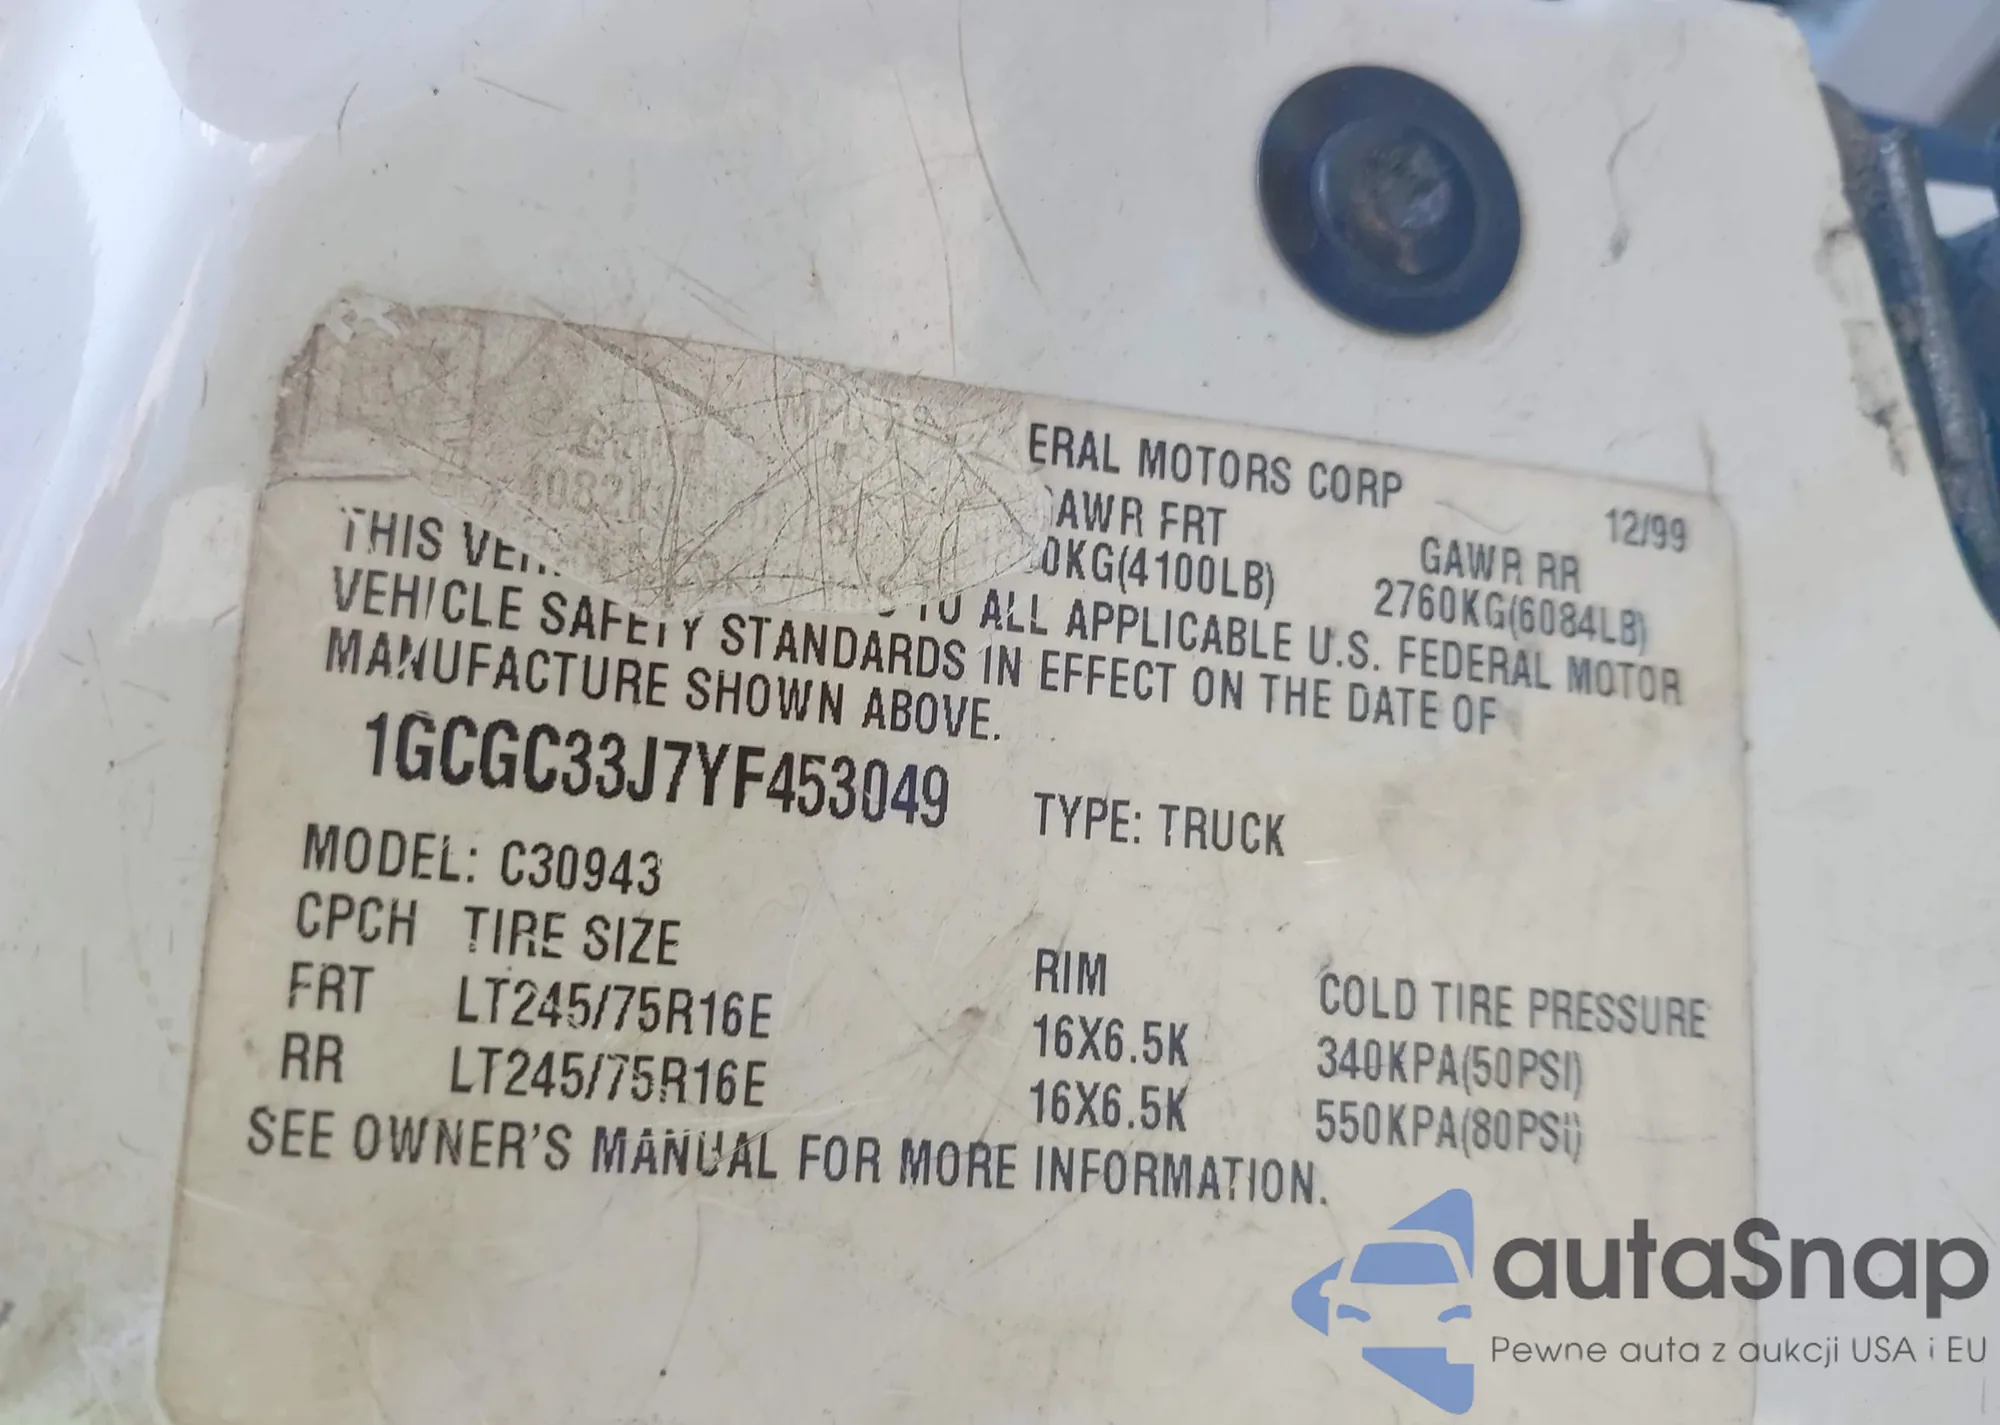 ERAL MOTORS CORP 12/99
GAWR FRT GAWR RR
0KG(4100LB) 2760KG(6084LB)
THIS TO ALL APPLICABLE U.S. FEDERAL MOTOR
VEHICLE SAFETY STANDARDS IN EFFECT ON THE DATE OF
MANUFACTURE SHOWN ABOVE.
1GCGC33J7YF453049 TYPE: TRUCK
MODEL: C30943
CPCH TIRE SIZE RIM COLD TIRE PRESSURE
FRT LT245/75R16E 16X6.5K 340KPA(50PSI)
RR LT245/75R16E 16X6.5K 550KPA(80PSI)
SEE OWNER'S MANUAL FOR MORE INFORMATION.
autaSnap
Pewne auta z aukcji USA i EU